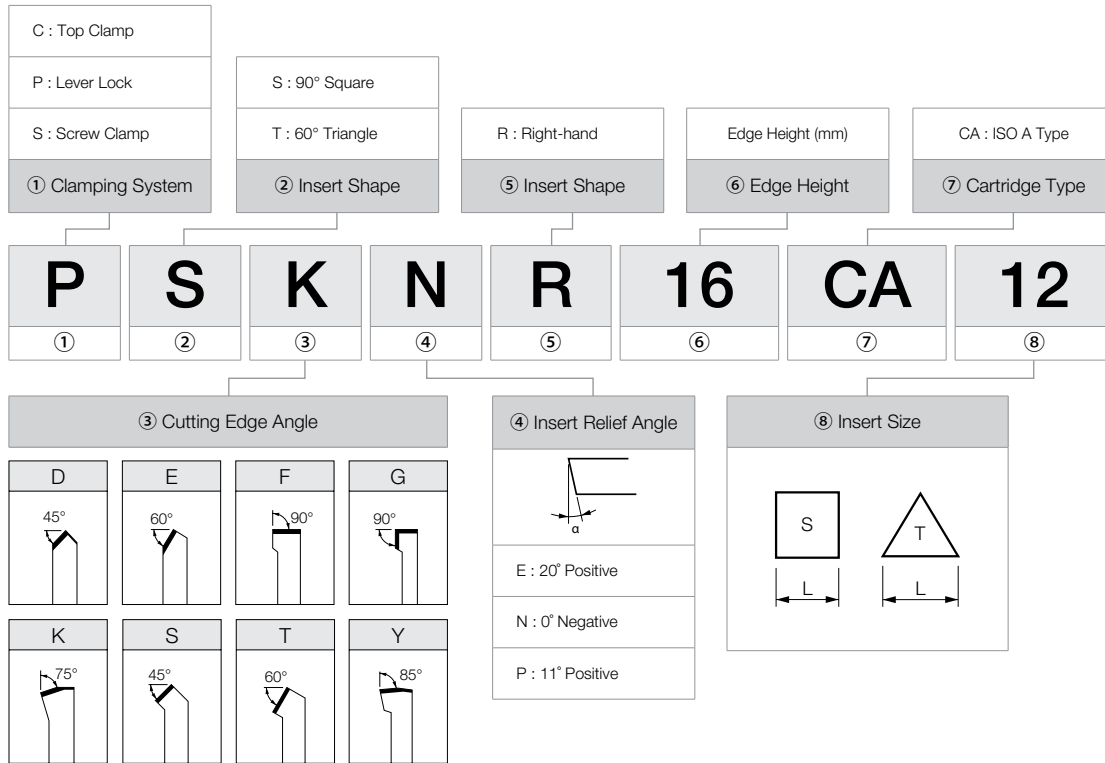 C : Top Clamp
P : Lever Lock
S : 90° Square
S : Screw Clamp
T : 60° Triangle
R : Right-hand
Edge Height (mm)
CA : ISO A Type
① Clamping System
② Insert Shape
⑤ Insert Shape
⑥ Edge Height
⑦ Cartridge Type
P S K N R 16 CA 12
① ② ③ ④ ⑤ ⑥ ⑦ ⑧
③ Cutting Edge Angle
D E F G
45° 60° 90° 90°
K S T Y
75° 45° 60° 85°
④ Insert Relief Angle
α
E : 20° Positive
N : 0° Negative
P : 11° Positive
⑧ Insert Size
S T
L L